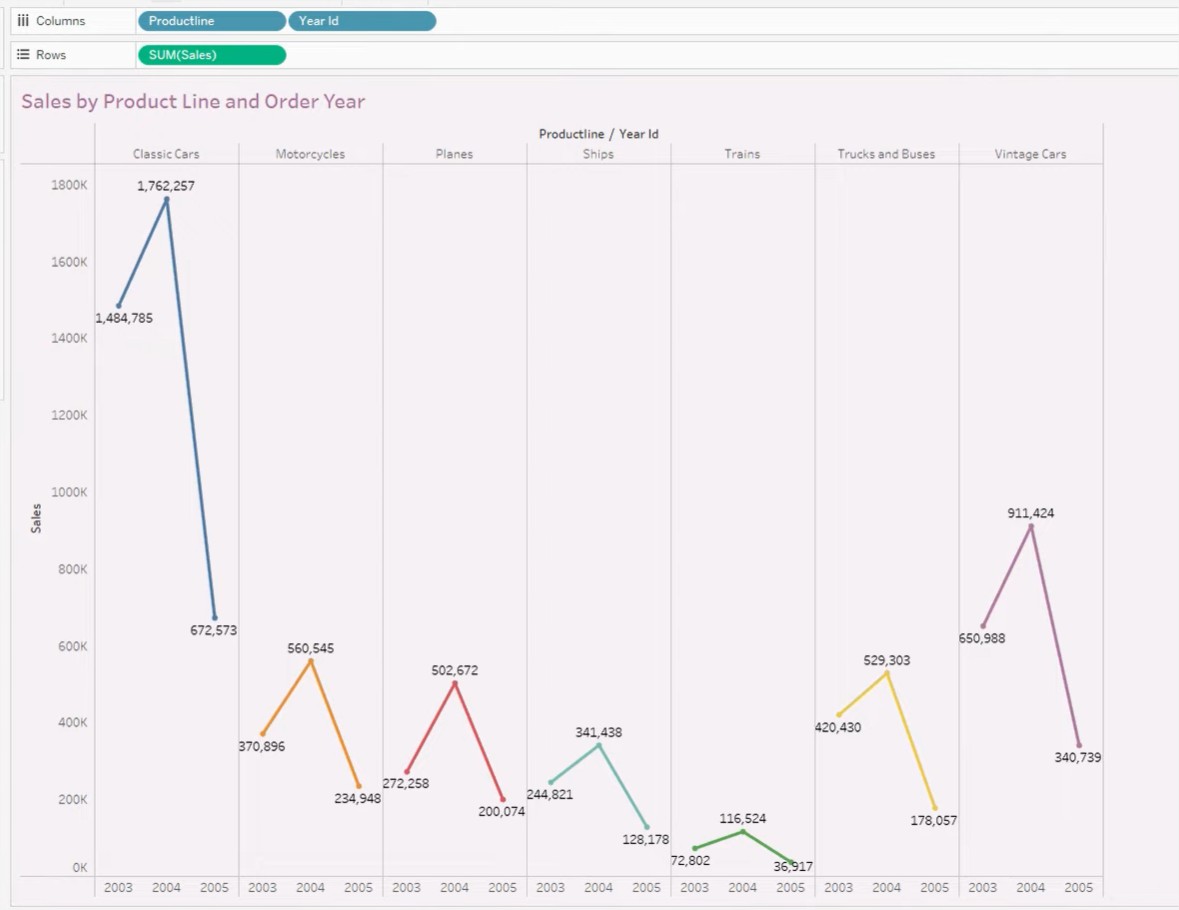 Columns Productline Year Id
Rows SUM(Sales)
Sales by Product Line and Order Year
Productline / Year Id
Classic Cars Motorcycles Planes Ships Trains Trucks and Buses Vintage Cars
1800K
1600K
1400K
1200K
1000K
800K
600K
400K
200K
0K
Sales
1,762,257
1,484,785
672,573
560,545
370,896
234,948
502,672
272,258
200,074
341,438
244,821
128,178
116,524
72,802
36,917
529,303
420,430
178,057
911,424
650,988
340,739
2003 2004 2005 2003 2004 2005 2003 2004 2005 2003 2004 2005 2003 2004 2005 2003 2004 2005 2003 2004 2005